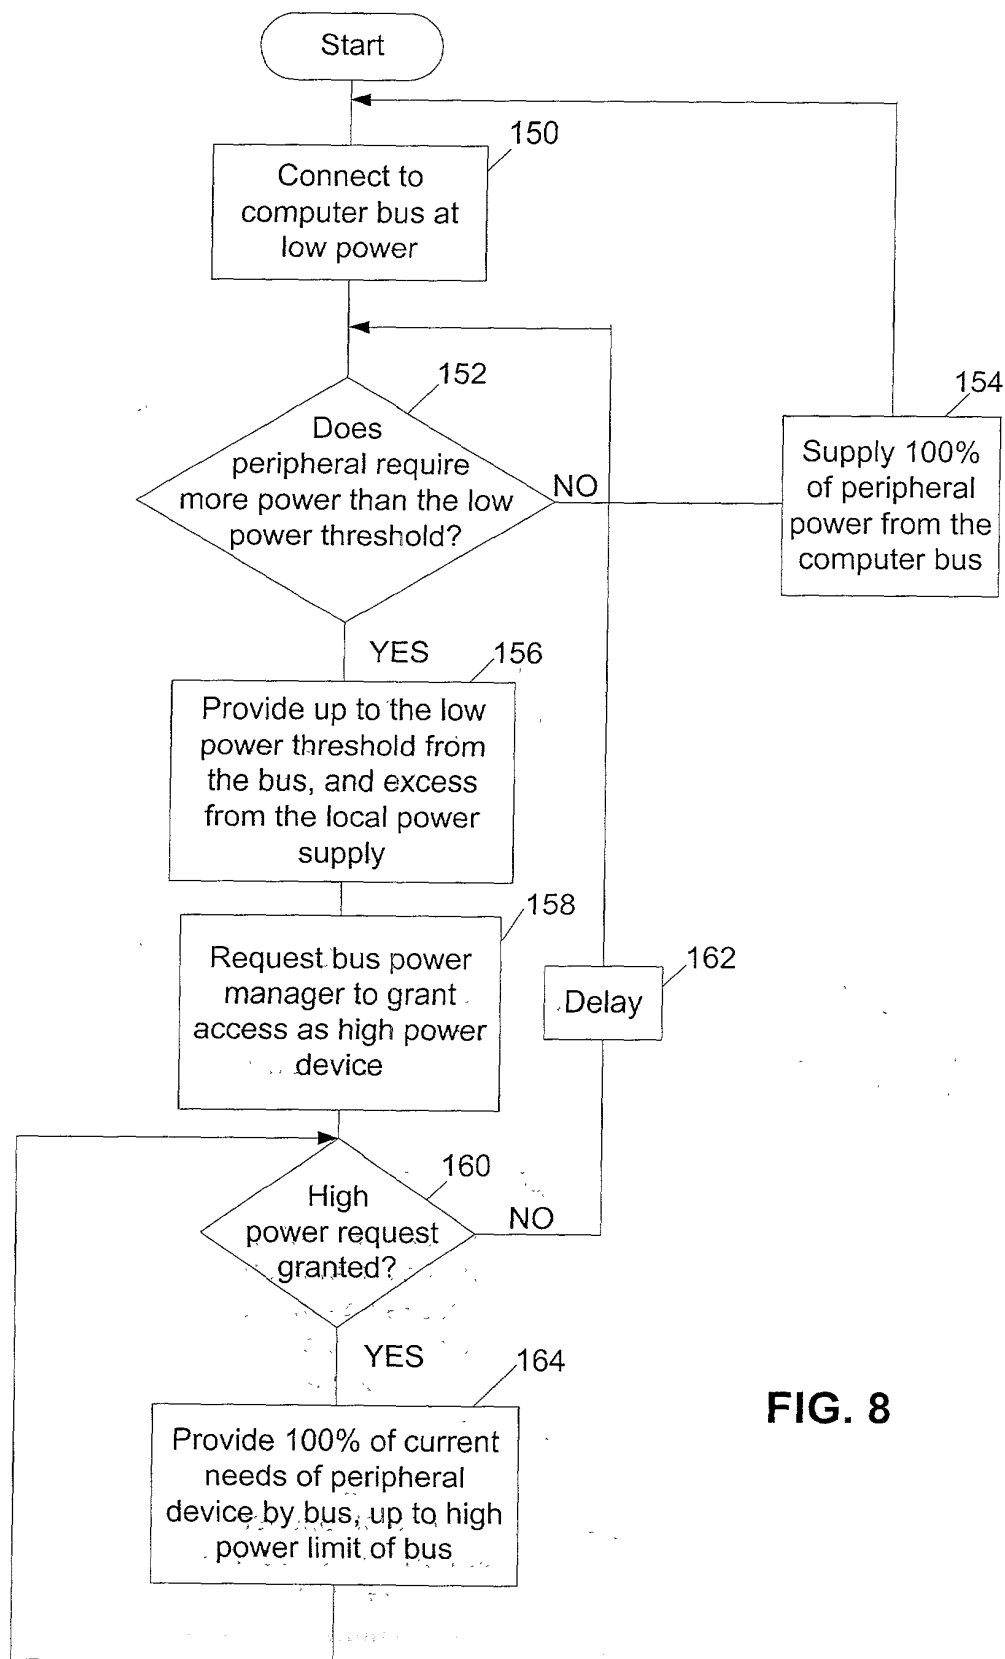 Start
150
Connect to
computer bus at
low power
152
Does
peripheral require
more power than the low
power threshold?
NO
154
Supply 100%
of peripheral
power from the
computer bus
YES
156
Provide up to the low
power threshold from
the bus, and excess
from the local power
supply
158
Request bus power
manager to grant
access as high power
device
162
Delay
160
High
power request
granted?
NO
YES
164
Provide 100% of current
needs of peripheral
device by bus, up to high
power limit of bus
FIG. 8